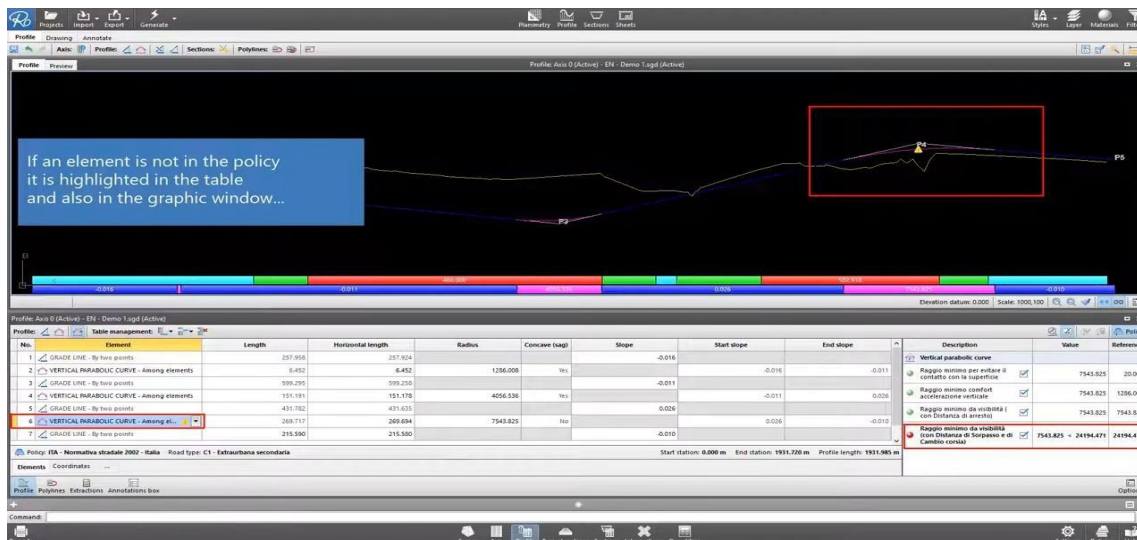 Projects Import Export Generate
Planimetry Profile Sections Sheets
Styles Layer Materials
Profile Drawing Annotate
Axis: Profile: Sections: Polylines:
Profile Preview
Profile: Axis 0 (Active) - EN - Demo 1.sgd (Active)
If an element is not in the policy
it is highlighted in the table
and also in the graphic window...
P3
P4
P5
-0.016 -0.011 4056.536 0.026 7543.825 -0.010
Elevation datum: 0.000 Scale: 1000,100
Profile: Axis 0 (Active) - EN - Demo 1.sgd (Active)
Profile: Table management:
No. Element Length Horizontal length Radius Concave (sag) Slope Start slope End slope
1 GRADE LINE - By two points 257.958 257.924 -0.016
2 VERTICAL PARABOLIC CURVE - Among elements 6.452 6.452 1286.008 Yes -0.016 -0.011
3 GRADE LINE - By two points 599.295 599.258 -0.011
4 VERTICAL PARABOLIC CURVE - Among elements 151.191 151.178 4056.536 Yes -0.011 0.026
5 GRADE LINE - By two points 431.782 431.635 0.026
6 VERTICAL PARABOLIC CURVE - Among el... 269.717 269.694 7543.825 No 0.026 -0.010
7 GRADE LINE - By two points 215.590 215.580 -0.010
Description Value
Vertical parabolic curve
Raggio minimo per evitare il
contatto con la superficie 7543.825
Raggio minimo comfort
accelerazione verticale 7543.825
Raggio minimo da visibilità (
con Distanza di arresto) 7543.825
Raggio minimo da visibilità
(con Distanza di Sorpasso e di
Cambio corsia) 7543.825 < 24194.471
Policy: ITA - Normativa stradale 2002 - Italia Road type: C1 - Extraurbana secondaria
Start station: 0.000 m End station: 1931.720 m Profile length: 1931.985 m
Elements Coordinates ...
Profile Polylines Extractions Annotations box
Command: